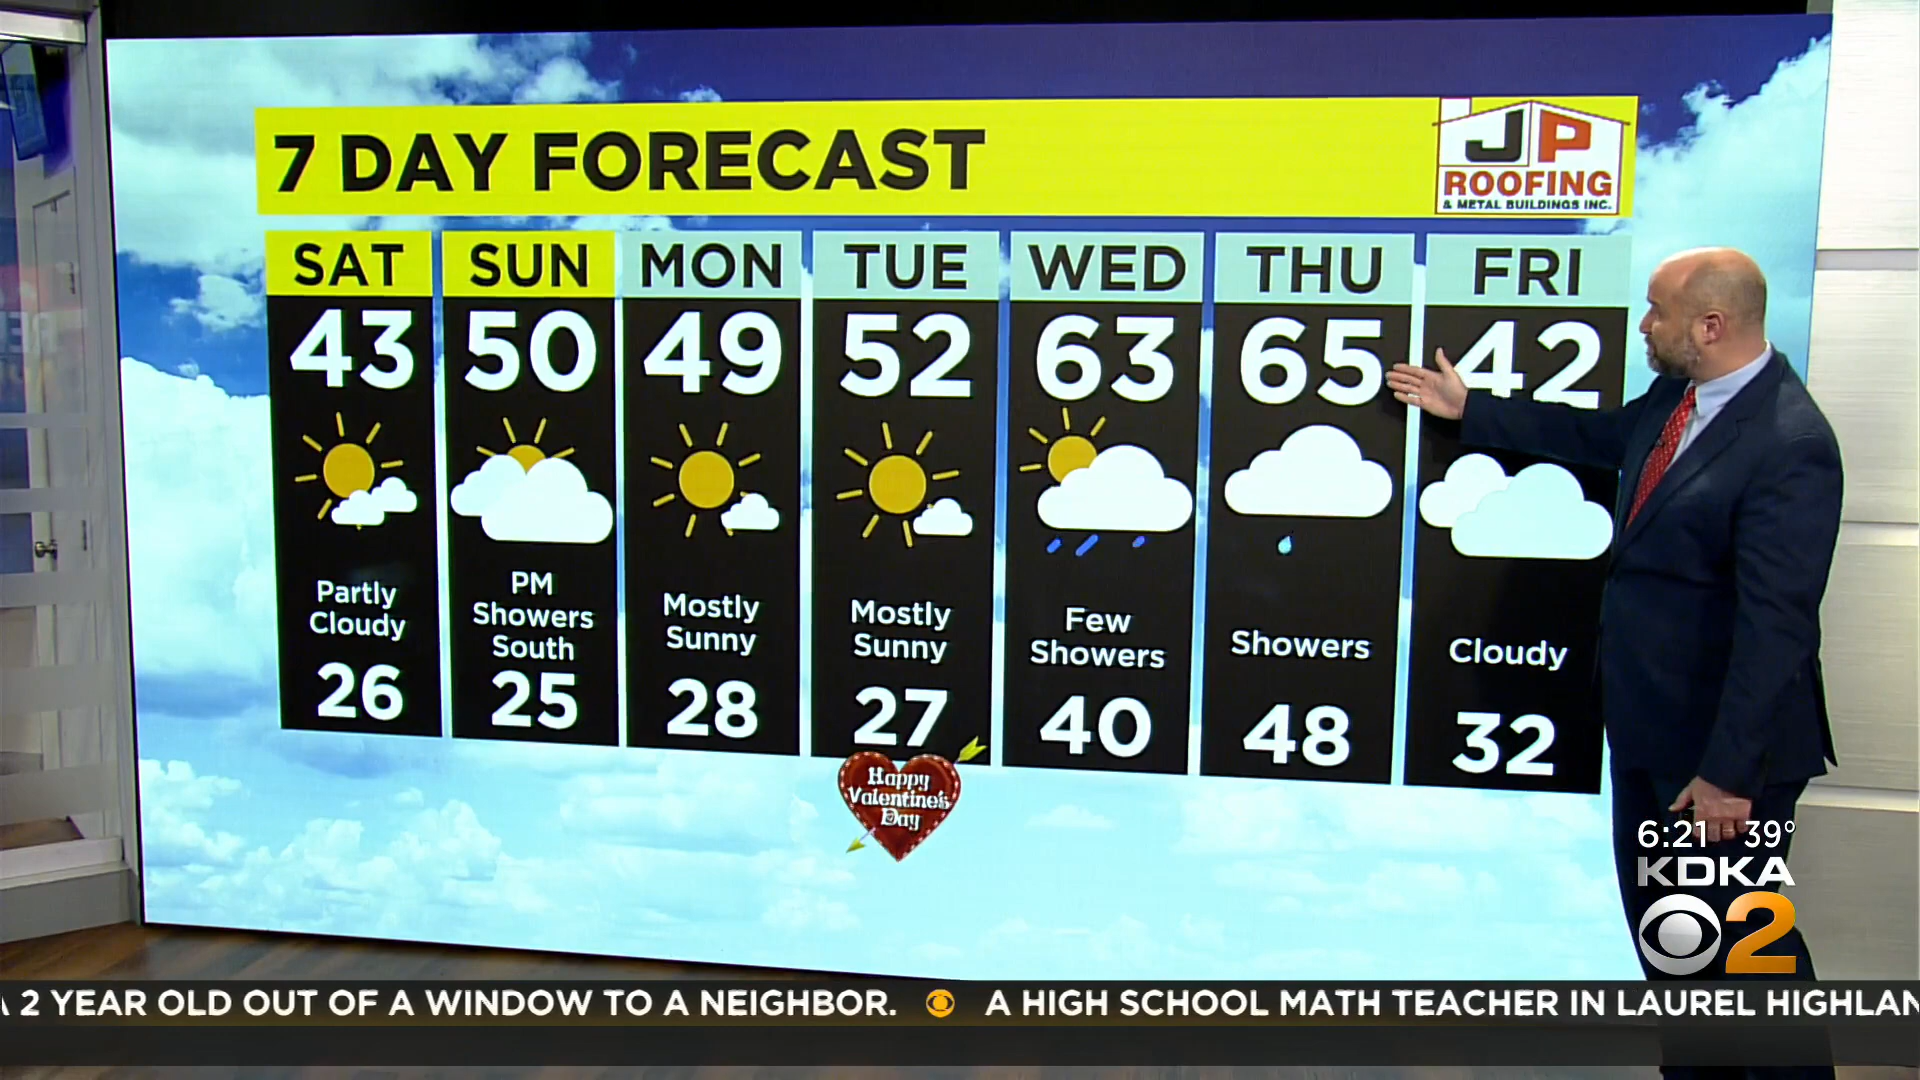 7 DAY FORECAST
JP
ROOFING
& METAL BUILDINGS INC.
SAT SUN MON TUE WED THU FRI
43 50 49 52 63 65 42
Partly
Cloudy
PM
Showers
South
Mostly
Sunny
Mostly
Sunny
Few
Showers
Showers
Cloudy
26 25 28 27 40 48 32
Happy
Valentine's
Day
6:21 39°
KDKA
2
2 YEAR OLD OUT OF A WINDOW TO A NEIGHBOR. A HIGH SCHOOL MATH TEACHER IN LAUREL HIGHLAN